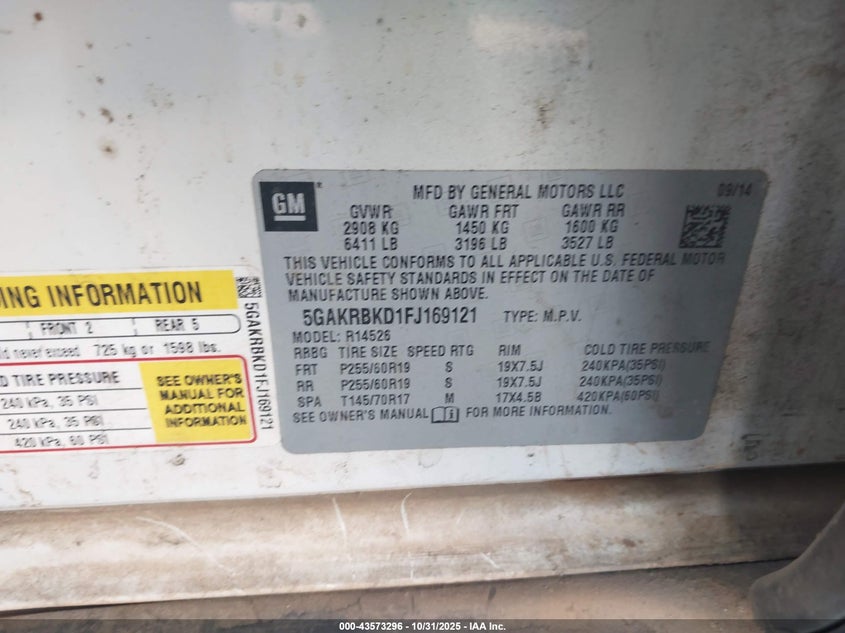 GM
MFD BY GENERAL MOTORS LLC 09/14
GVWR GAWR FRT GAWR RR
2908 KG 1450 KG 1600 KG
6411 LB 3196 LB 3527 LB
THIS VEHICLE CONFORMS TO ALL APPLICABLE U.S. FEDERAL MOTOR
VEHICLE SAFETY STANDARDS IN EFFECT ON THE DATE OF
MANUFACTURE SHOWN ABOVE.
5GAKRBKD1FJ169121 TYPE: M.P.V.
MODEL: R14526
RRBG TIRE SIZE SPEED RTG RIM COLD TIRE PRESSURE
FRT P255/60R19 S 19X7.5J 240KPA(35PSI)
RR P255/60R19 S 19X7.5J 240KPA(35PSI)
SPA T145/70R17 M 17X4.5B 420KPA(60PSI)
SEE OWNER'S MANUAL i FOR MORE INFORMATION.
ING INFORMATION
FRONT 2 REAR 5
ld never exceed 725 kg or 1598 lbs.
D TIRE PRESSURE
240 kPa, 35 PSI
240 kPa, 35 PSI
420 kPa, 60 PSI
SEE OWNER'S
MANUAL FOR
ADDITIONAL
INFORMATION
5GAKRBKD1FJ169121
000-43573296 - 10/31/2025 - IAA Inc.